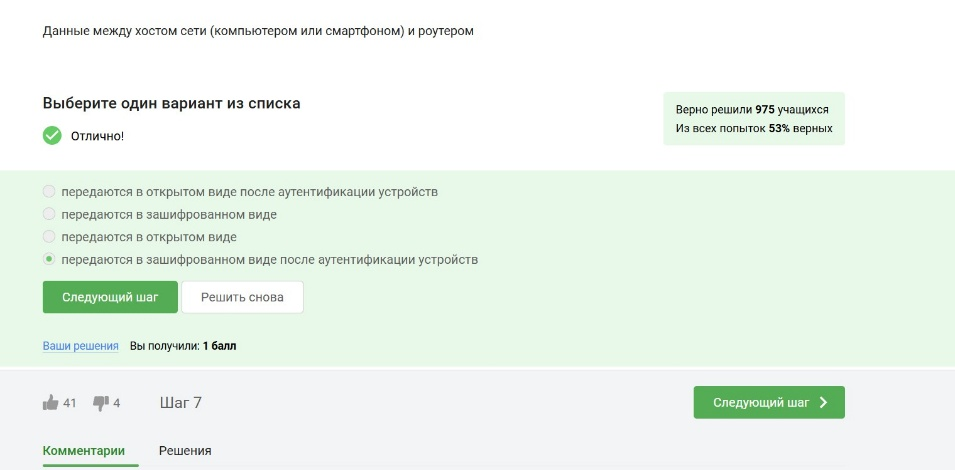 Данные между хостом сети (компьютером или смартфоном) и роутером
Выберите один вариант из списка
Отлично!
Верно решили 975 учащихся
Из всех попыток 53% верных
передаются в открытом виде после аутентификации устройств
передаются в зашифрованном виде
передаются в открытом виде
передаются в зашифрованном виде после аутентификации устройств
Следующий шаг
Решить снова
Ваши решения Вы получили: 1 балл
41 4 Шаг 7
Следующий шаг
Комментарии Решения